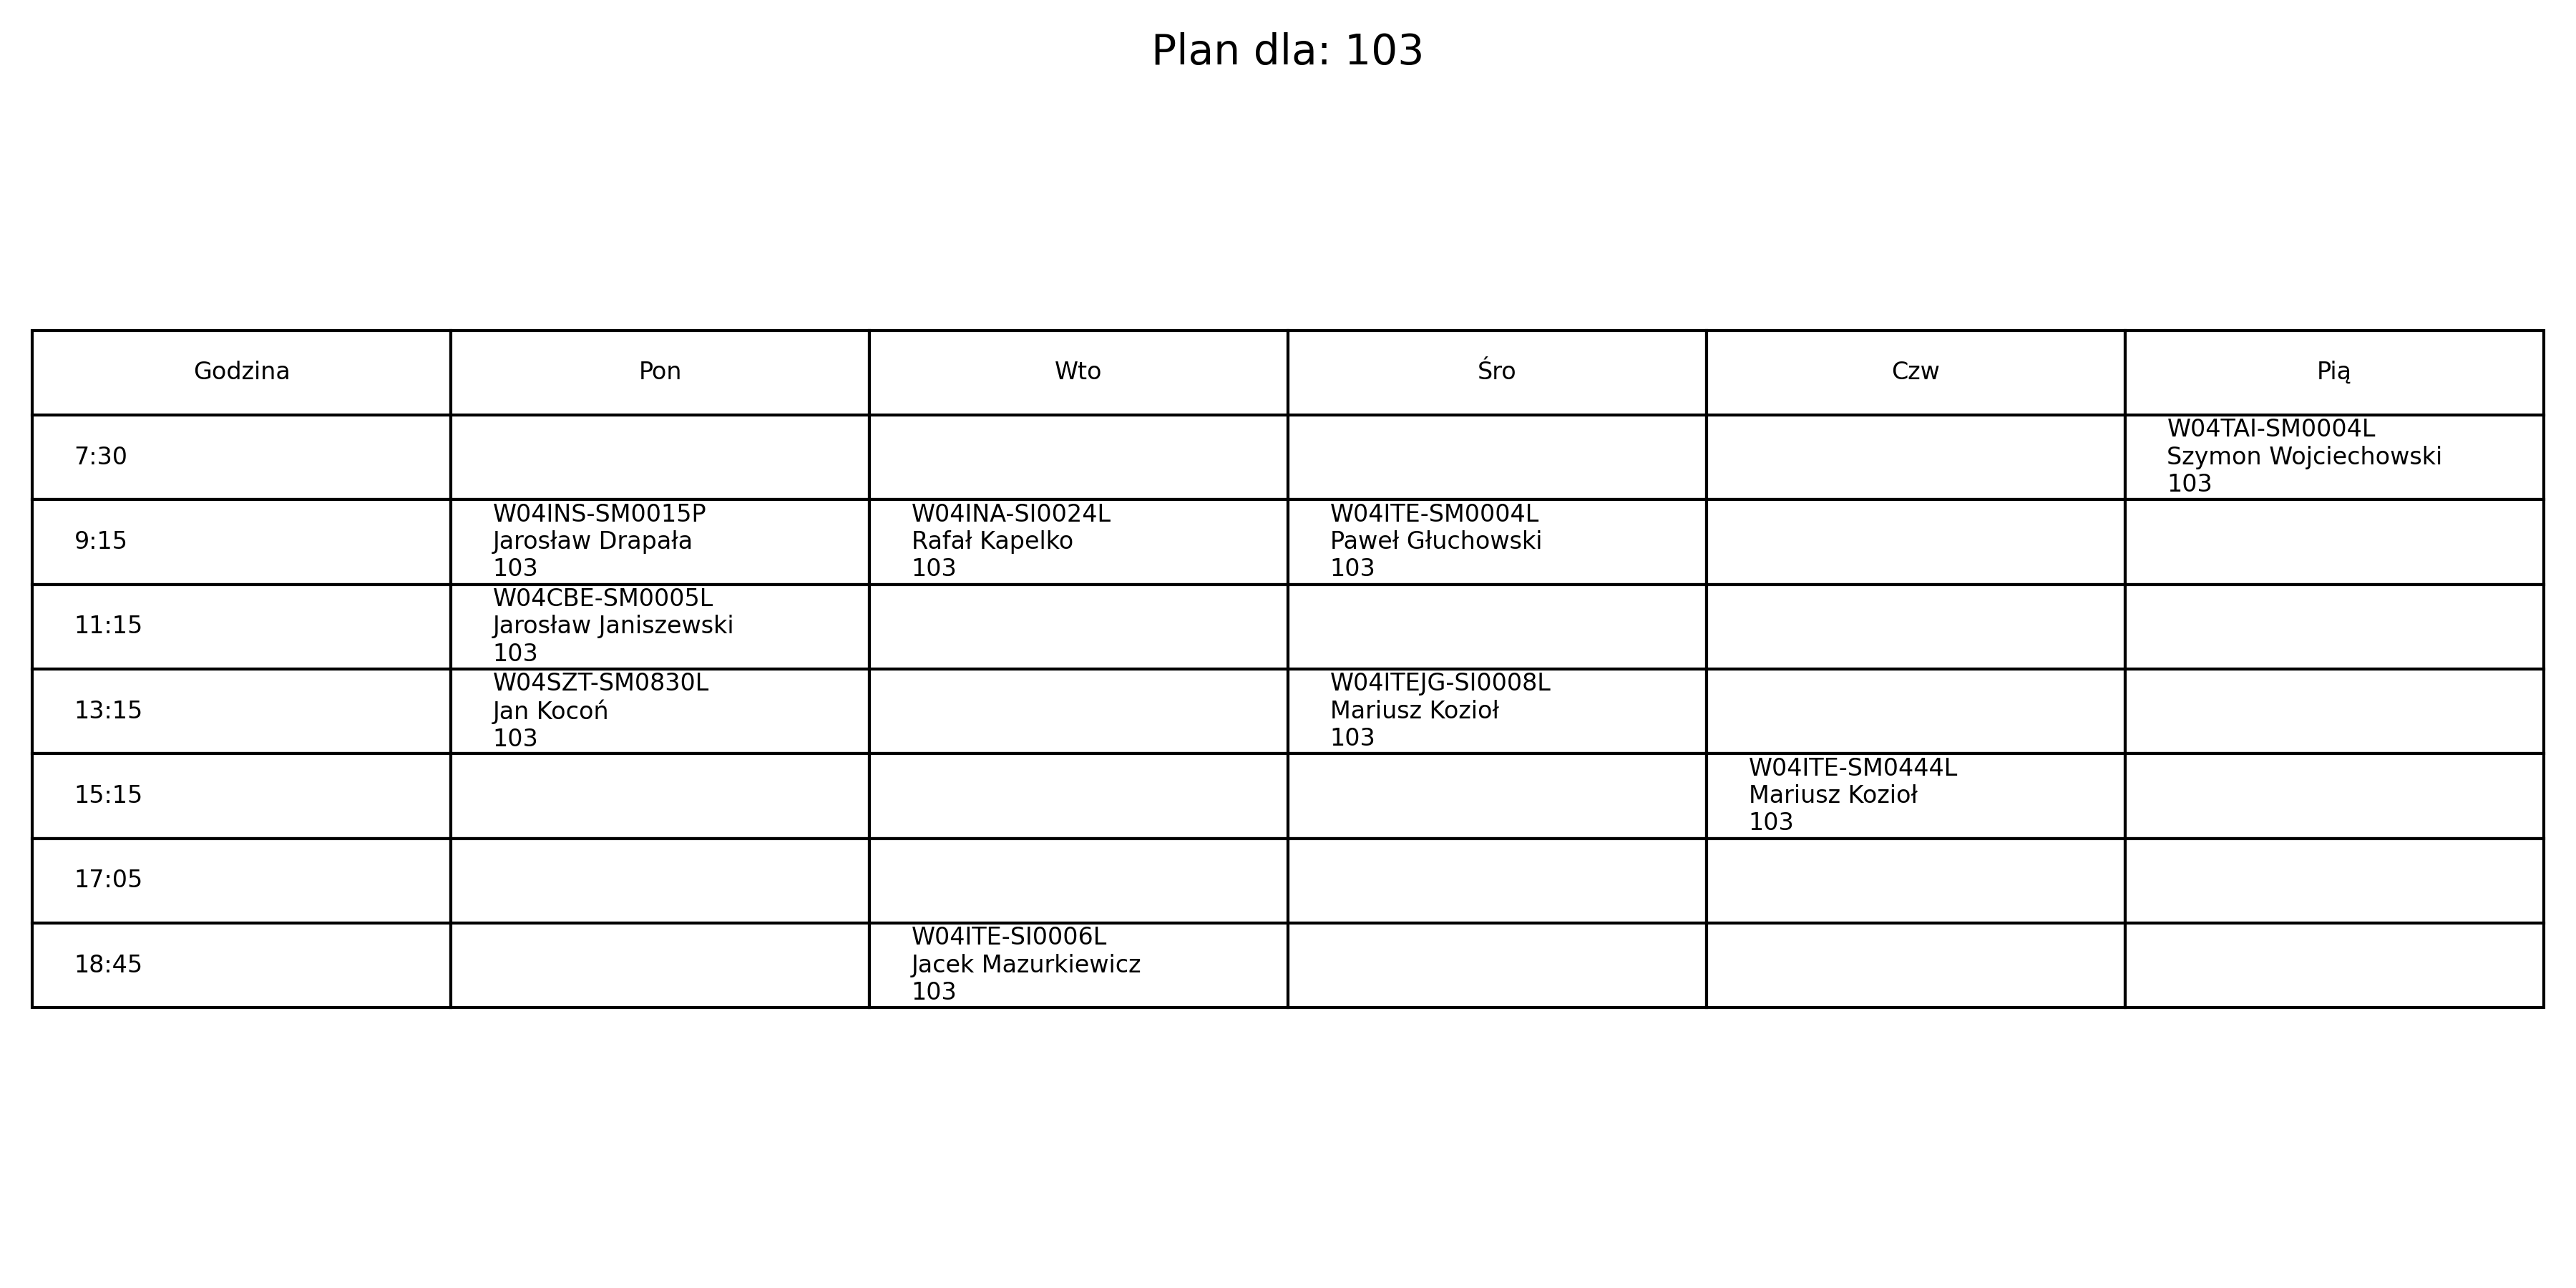 Plan dla: 103
Godzina Pon Wto Śro Czw Pią
7:30
W04TAI-SM0004L
Szymon Wojciechowski
103
9:15
W04INS-SM0015P
Jarosław Drapała
103
W04INA-SI0024L
Rafał Kapelko
103
W04ITE-SM0004L
Paweł Głuchowski
103
11:15
W04CBE-SM0005L
Jarosław Janiszewski
103
13:15
W04SZT-SM0830L
Jan Kocoń
103
W04ITEJG-SI0008L
Mariusz Kozioł
103
15:15
W04ITE-SM0444L
Mariusz Kozioł
103
17:05
18:45
W04ITE-SI0006L
Jacek Mazurkiewicz
103